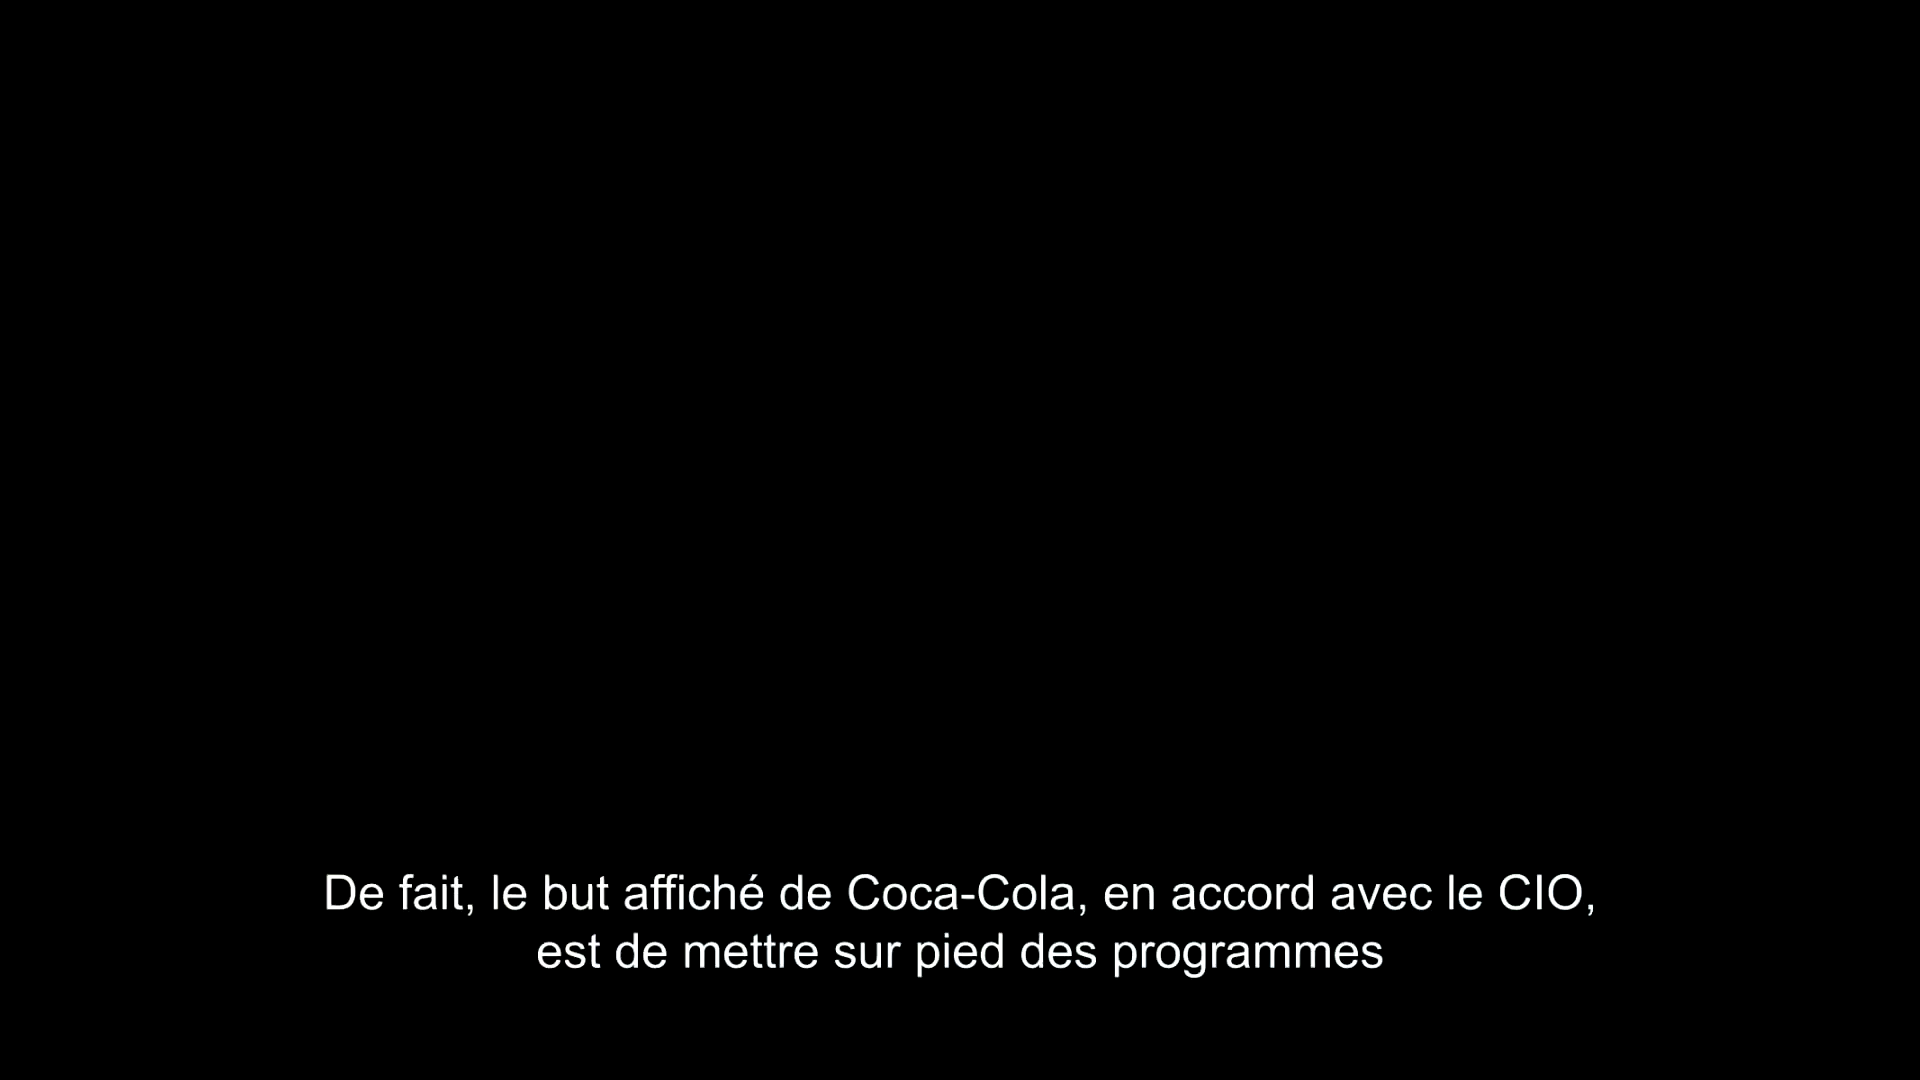 De fait, le but affiché de Coca-Cola, en accord avec le CIO,
est de mettre sur pied des programmes